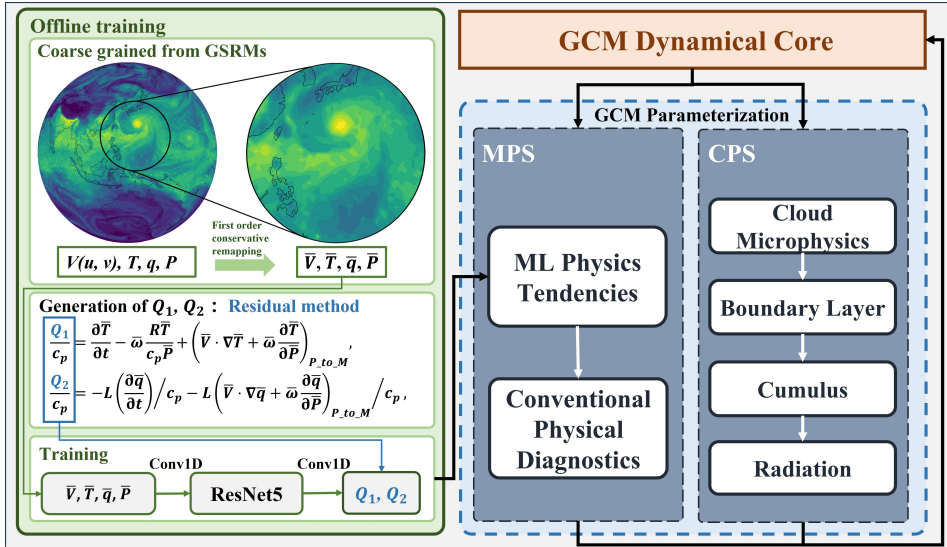 Offline training
Coarse grained from GSRMs
First order
conservative
remapping
V(u, v), T, q, P
V̅, T̅, q̅, P̅
Generation of Q₁, Q₂ : Residual method
Q₁/cₚ = ∂T̅/∂t − ω̅ RT̅/cₚP̅ + (V̅ · ∇T̅ + ω̅ ∂T̅/∂P̅)P_to_M ,
Q₂/cₚ = −L(∂q̅/∂t)/cₚ − L(V̅ · ∇q̅ + ω̅ ∂q̅/∂P̅)P_to_M/cₚ ,
Training
Conv1D
Conv1D
V̅, T̅, q̅, P̅
ResNet5
Q₁, Q₂
GCM Dynamical Core
GCM Parameterization
MPS
ML Physics
Tendencies
Conventional
Physical
Diagnostics
CPS
Cloud
Microphysics
Boundary Layer
Cumulus
Radiation